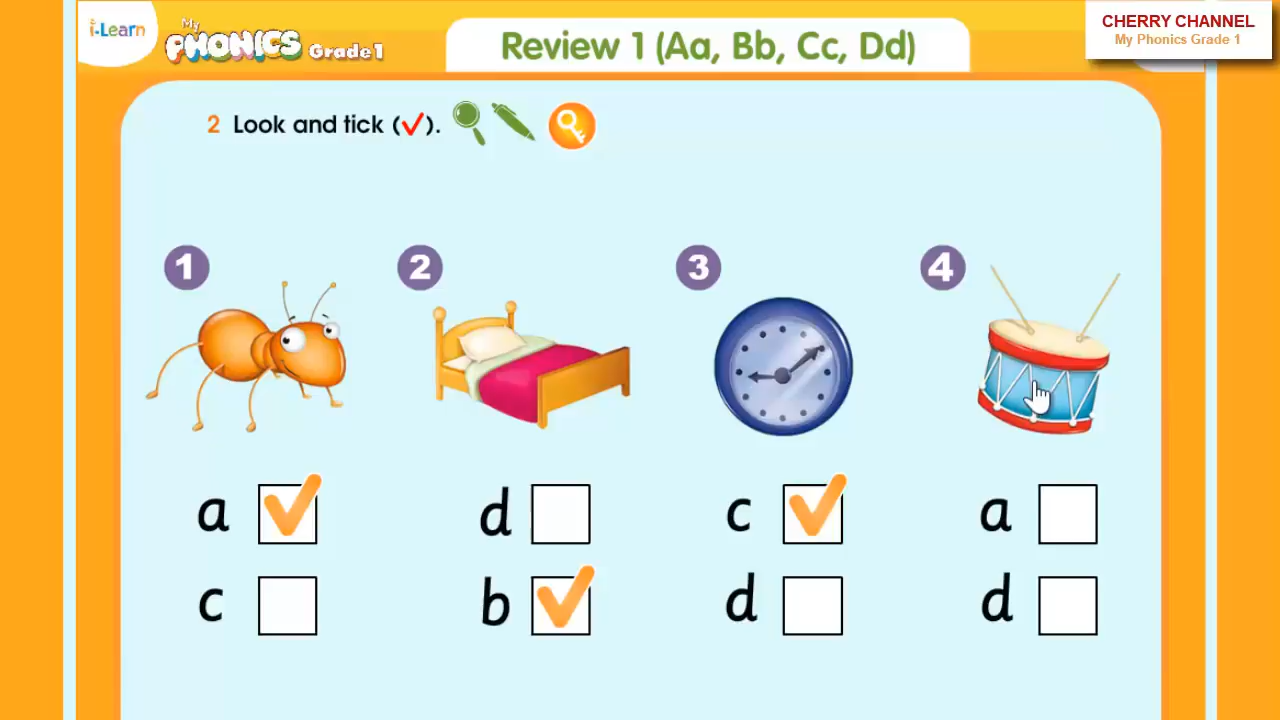 i-Learn
My
PHONICS Grade 1
Review 1 (Aa, Bb, Cc, Dd)
CHERRY CHANNEL
My Phonics Grade 1
2 Look and tick (✓).
1 2 3 4
a d c a
c b d d